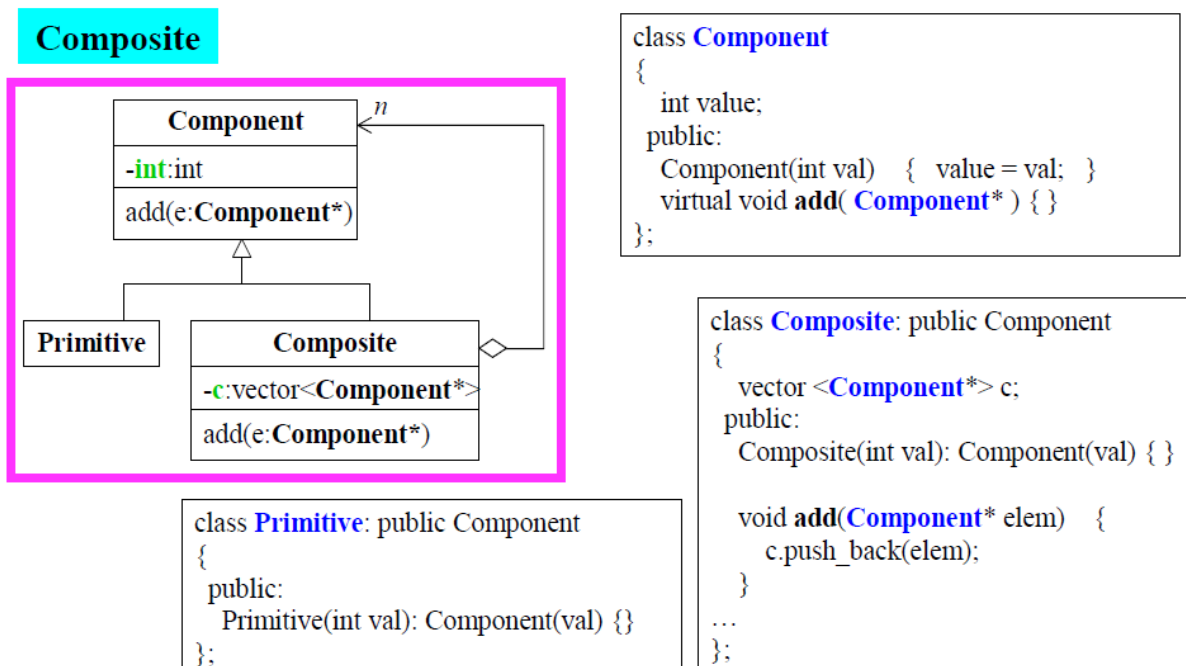 Composite
Component
n
-int:int
add(e:Component*)
Primitive
Composite
-c:vector<Component*>
add(e:Component*)
class Component
{
int value;
public:
Component(int val) { value = val; }
virtual void add( Component* ) { }
};
class Composite: public Component
{
vector <Component*> c;
public:
Composite(int val): Component(val) { }
void add(Component* elem) {
c.push_back(elem);
}
…
};
class Primitive: public Component
{
public:
Primitive(int val): Component(val) {}
};